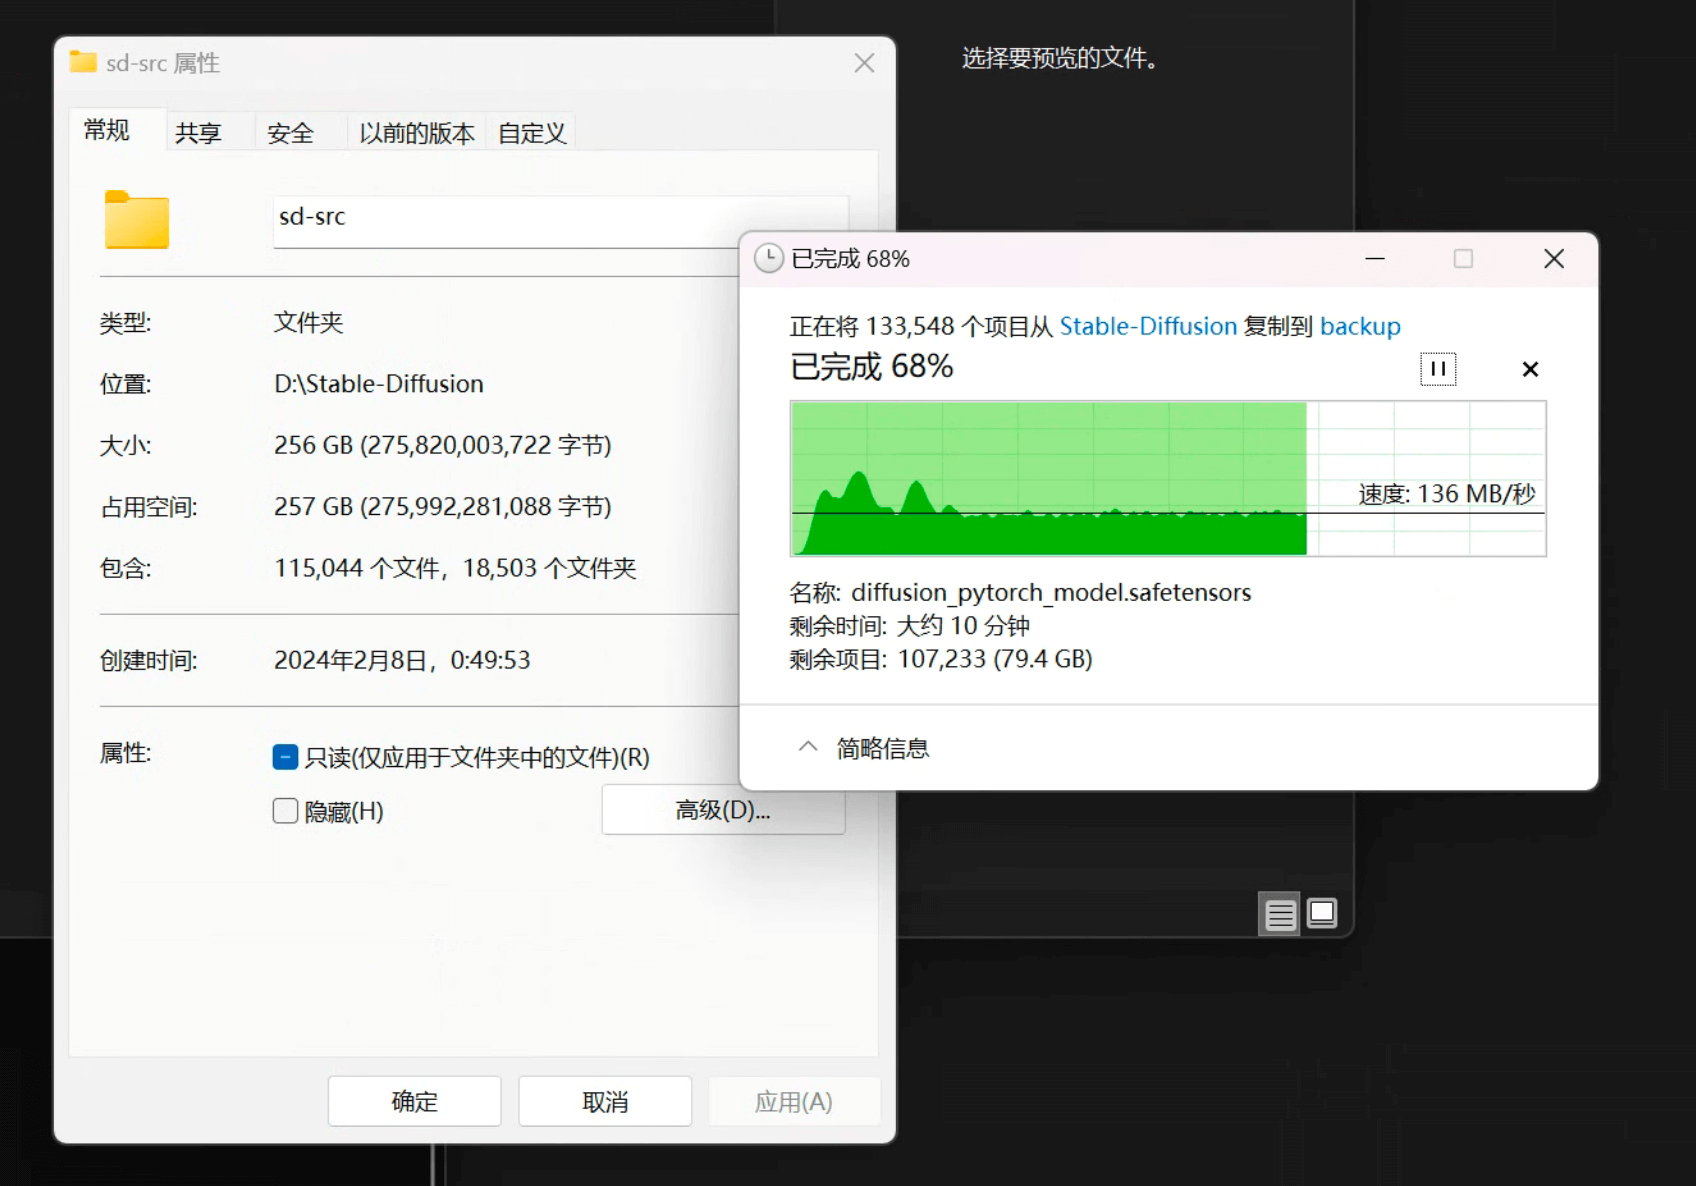 选择要预览的文件。
sd-src 属性
常规 共享 安全 以前的版本 自定义
sd-src
类型: 文件夹
位置: D:\Stable-Diffusion
大小: 256 GB (275,820,003,722 字节)
占用空间: 257 GB (275,992,281,088 字节)
包含: 115,044 个文件，18,503 个文件夹
创建时间: 2024年2月8日，0:49:53
属性: 只读(仅应用于文件夹中的文件)(R)
隐藏(H)
高级(D)...
确定 取消 应用(A)
已完成 68%
正在将 133,548 个项目从 Stable-Diffusion 复制到 backup
已完成 68%
速度: 136 MB/秒
名称: diffusion_pytorch_model.safetensors
剩余时间: 大约 10 分钟
剩余项目: 107,233 (79.4 GB)
简略信息